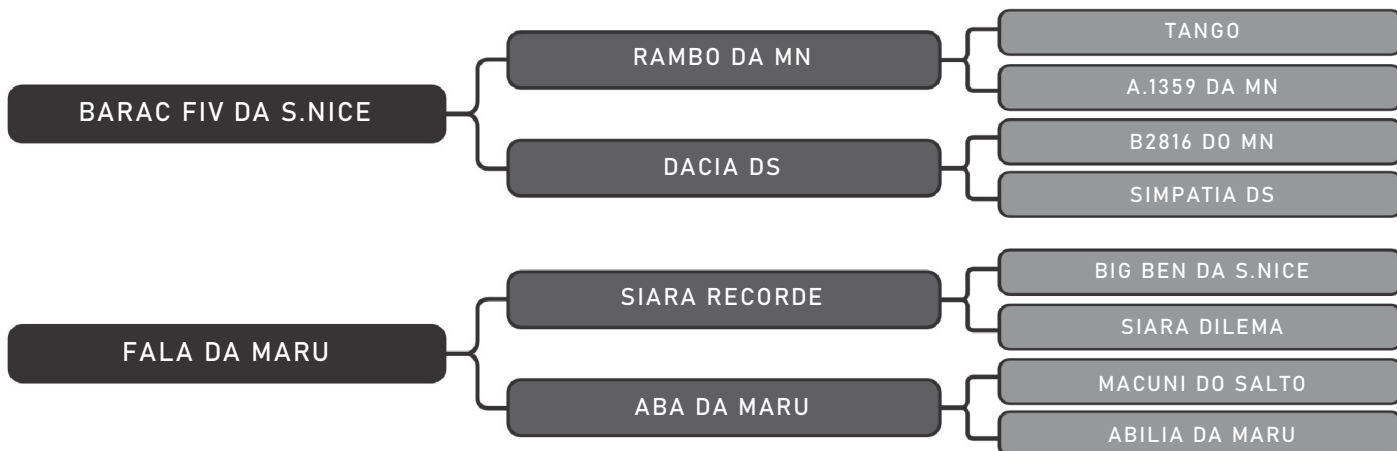 TANGO
RAMBO DA MN
A.1359 DA MN
BARAC FIV DA S.NICE
B2816 DO MN
DACIA DS
SIMPATIA DS
BIG BEN DA S.NICE
SIARA RECORDE
SIARA DILEMA
FALA DA MARU
MACUNI DO SALTO
ABA DA MARU
ABILIA DA MARU